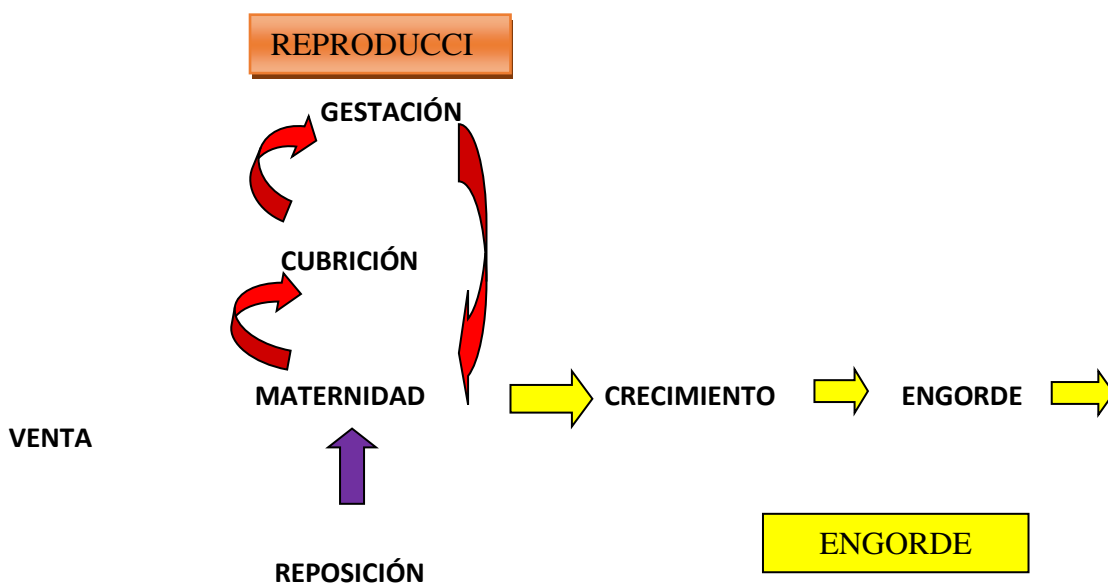 REPRODUCCI
GESTACIÓN
CUBRICIÓN
MATERNIDAD CRECIMIENTO ENGORDE
VENTA
ENGORDE
REPOSICIÓN